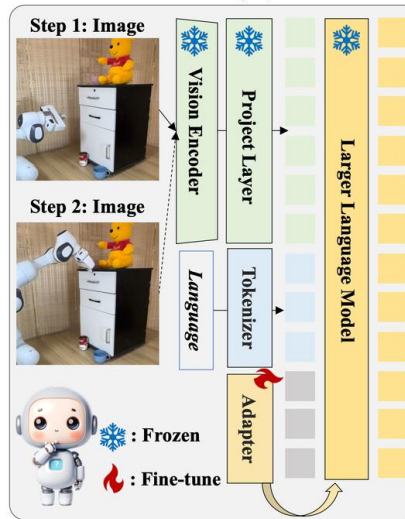 Step 1: Image
Vision Encoder
Project Layer
Larger Language Model
Step 2: Image
Language
Tokenizer
Adapter
: Frozen
: Fine-tune